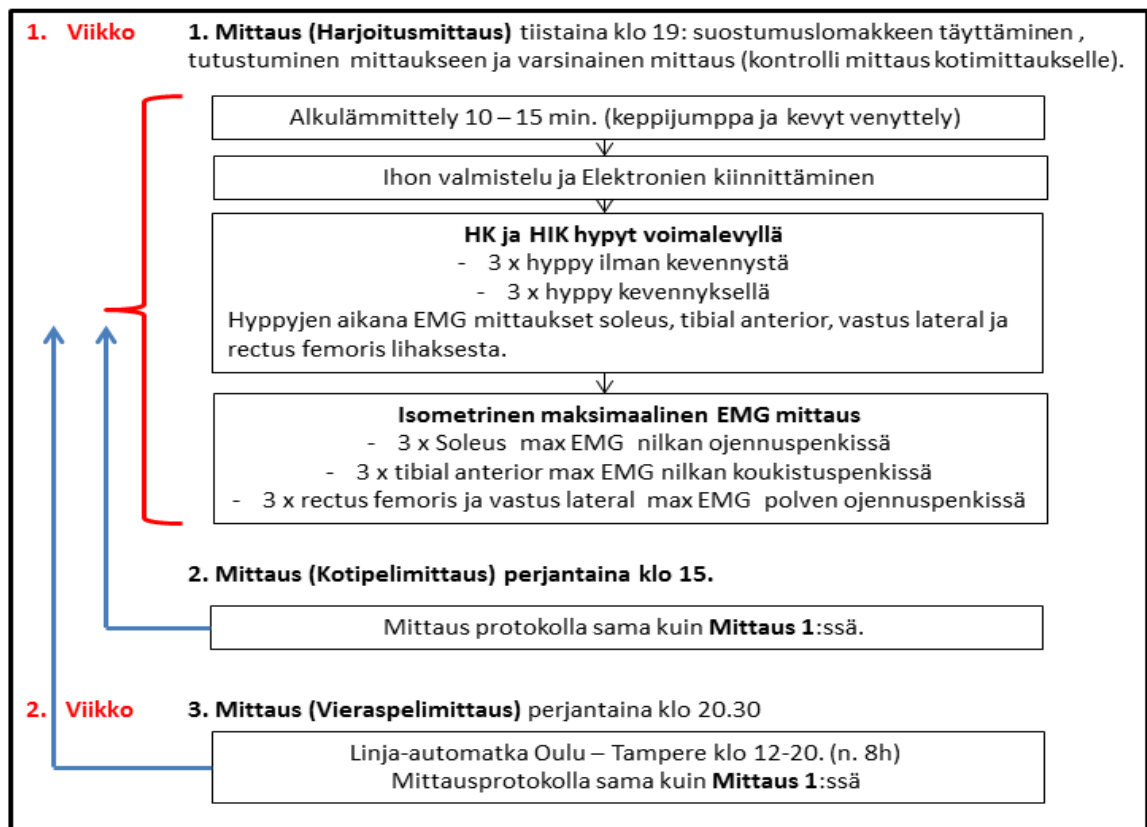 1. Viikko 1. Mittaus (Harjoitusmittaus) tiistaina klo 19: suostumuslomakkeen täyttäminen ,
tutustuminen mittaukseen ja varsinainen mittaus (kontrolli mittaus kotimittaukselle).
Alkulämmittely 10 – 15 min. (keppijumppa ja kevyt venyttely)
Ihon valmistelu ja Elektronien kiinnittäminen
HK ja HIK hypyt voimalevyllä
- 3 x hyppy ilman kevennystä
- 3 x hyppy kevennyksellä
Hyppyjen aikana EMG mittaukset soleus, tibial anterior, vastus lateral ja
rectus femoris lihaksesta.
Isometrinen maksimaalinen EMG mittaus
- 3 x Soleus max EMG nilkan ojennuspenkissä
- 3 x tibial anterior max EMG nilkan koukistuspenkissä
- 3 x rectus femoris ja vastus lateral max EMG polven ojennuspenkissä
2. Mittaus (Kotipelimittaus) perjantaina klo 15.
Mittaus protokolla sama kuin Mittaus 1:ssä.
2. Viikko 3. Mittaus (Vieraspelimittaus) perjantaina klo 20.30
Linja-automatka Oulu – Tampere klo 12-20. (n. 8h)
Mittausprotokolla sama kuin Mittaus 1:ssä